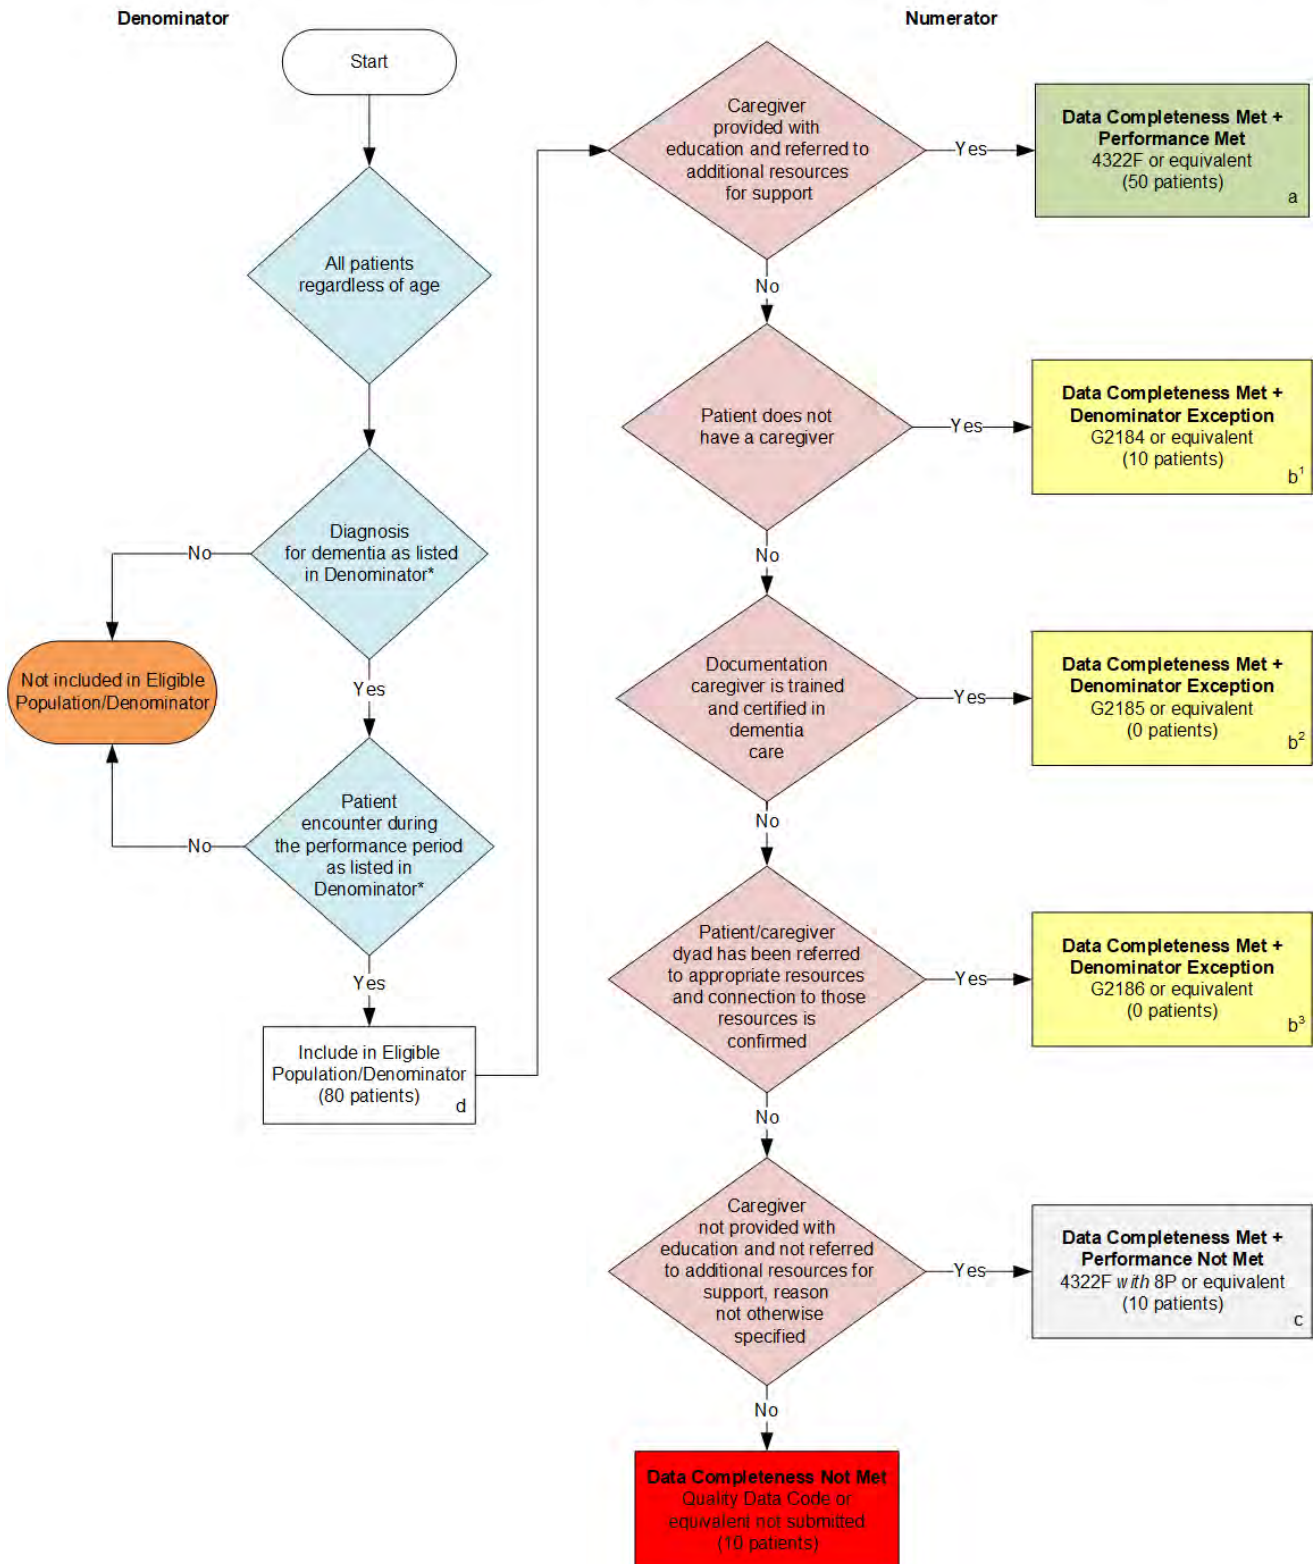 Denominator
Numerator
Start
All patients
regardless of age
Diagnosis
for dementia as listed
in Denominator*
No
Yes
Not included in Eligible
Population/Denominator
Patient
encounter during
the performance period
as listed in
Denominator*
No
Yes
Include in Eligible
Population/Denominator
(80 patients)
d
Caregiver
provided with
education and referred to
additional resources
for support
Yes
Data Completeness Met +
Performance Met
4322F or equivalent
(50 patients)
a
No
Patient does not
have a caregiver
Yes
Data Completeness Met +
Denominator Exception
G2184 or equivalent
(10 patients)
b¹
No
Documentation
caregiver is trained
and certified in
dementia
care
Yes
Data Completeness Met +
Denominator Exception
G2185 or equivalent
(0 patients)
b²
No
Patient/caregiver
dyad has been referred
to appropriate resources
and connection to those
resources is
confirmed
Yes
Data Completeness Met +
Denominator Exception
G2186 or equivalent
(0 patients)
b³
No
Caregiver
not provided with
education and not referred
to additional resources for
support, reason
not otherwise
specified
Yes
Data Completeness Met +
Performance Not Met
4322F with 8P or equivalent
(10 patients)
c
No
Data Completeness Not Met
Quality Data Code or
equivalent not submitted
(10 patients)